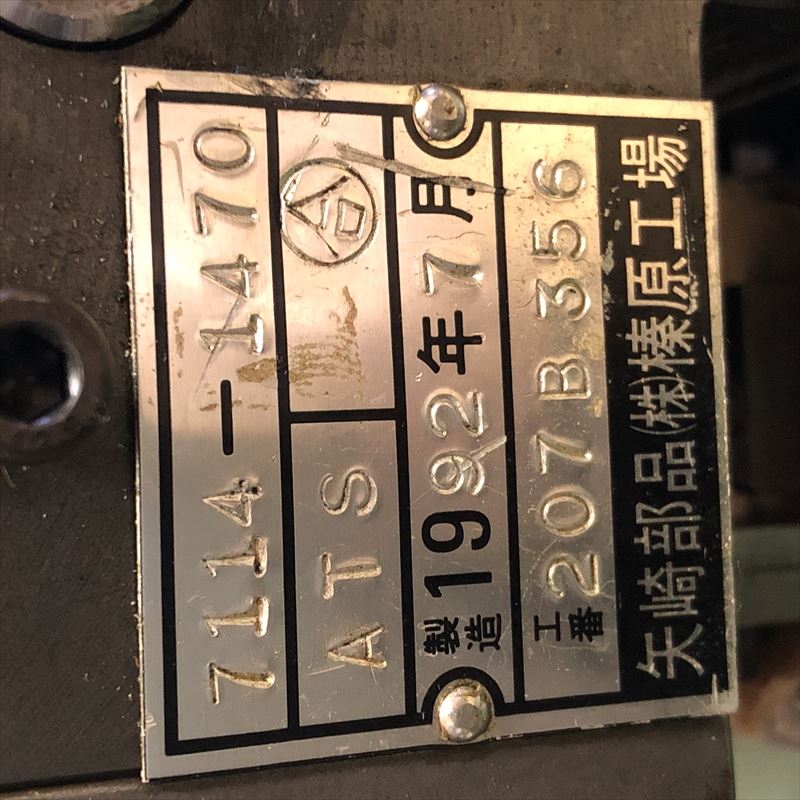 7114-1470
ATS 合
製造 1992年7月
工番 207B356
矢崎部品(株)榛原工場